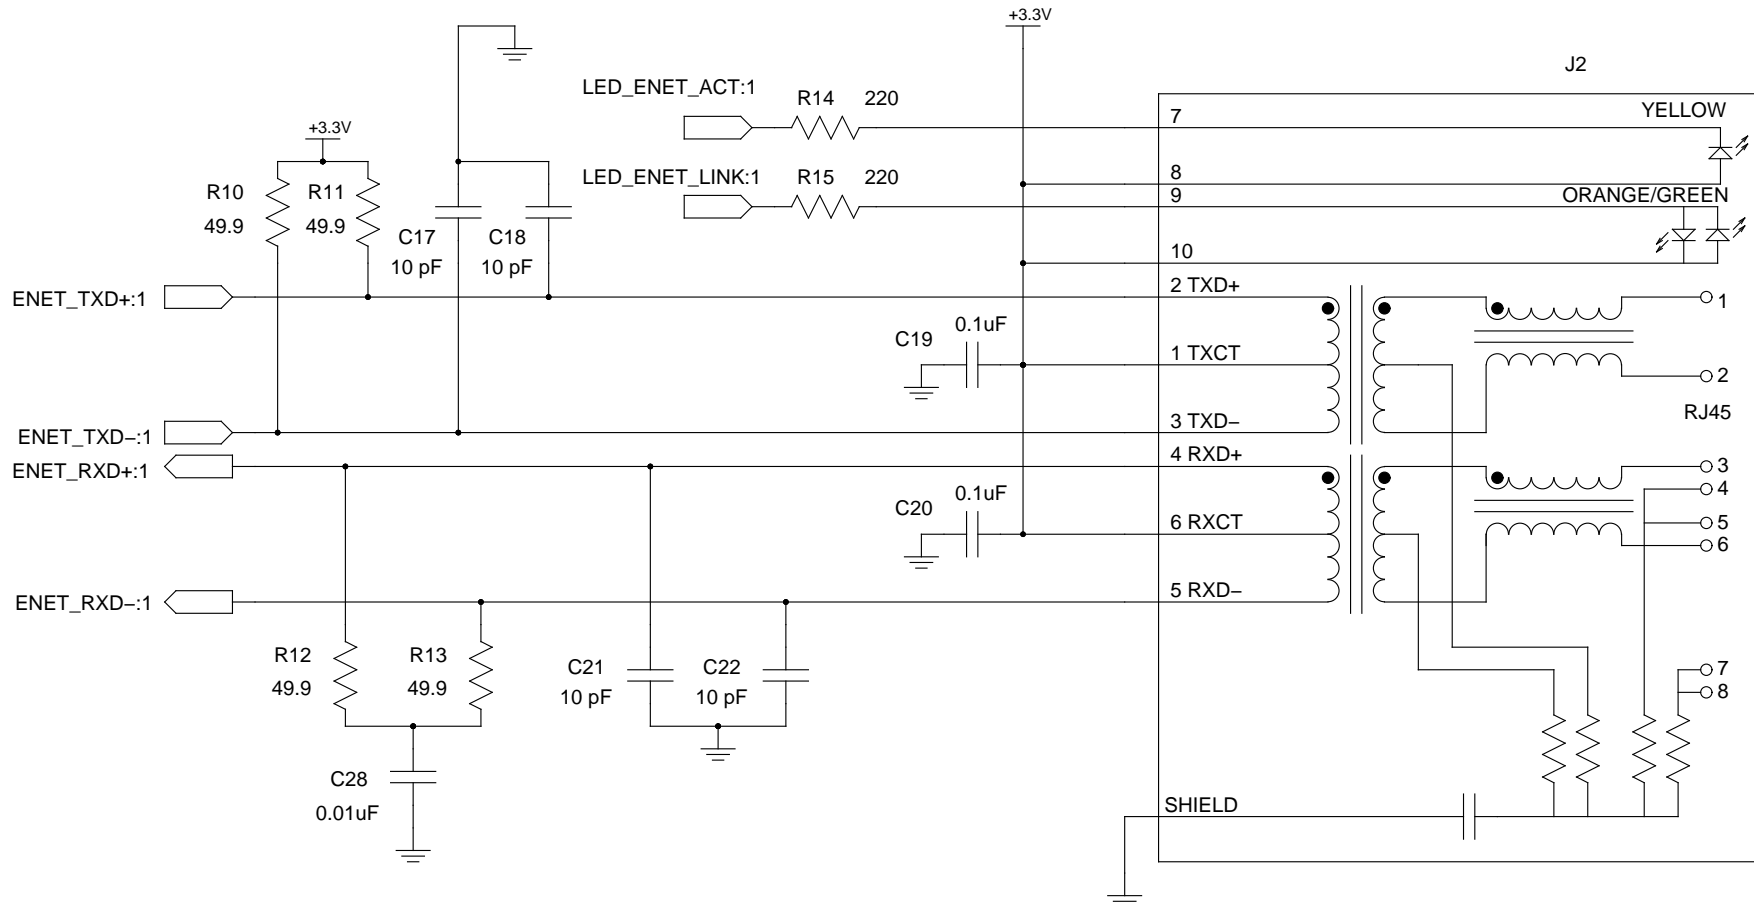 +3.3V
J2
LED_ENET_ACT:1
R14 220
7
YELLOW
+3.3V
8
LED_ENET_LINK:1
R15 220
9
ORANGE/GREEN
R10
49.9
R11
49.9
C17
10 pF
C18
10 pF
10
ENET_TXD+:1
2 TXD+
1
C19
0.1uF
1 TXCT
2
RJ45
ENET_TXD−:1
3 TXD−
ENET_RXD+:1
4 RXD+
3
4
C20
0.1uF
6 RXCT
5
6
ENET_RXD−:1
5 RXD−
R12
49.9
R13
49.9
C21
10 pF
C22
10 pF
7
8
C28
0.01uF
SHIELD